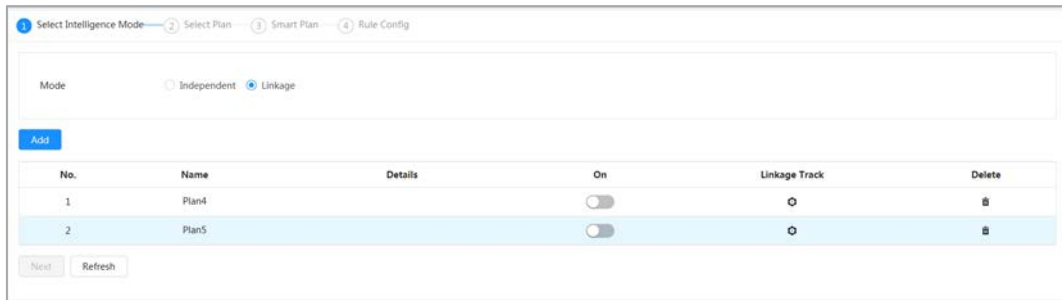 1 Select Intelligence Mode 2 Select Plan 3 Smart Plan 4 Rule Config
Mode Independent Linkage
Add
No. Name Details On Linkage Track Delete
1 Plan4
2 Plan5
Next Refresh